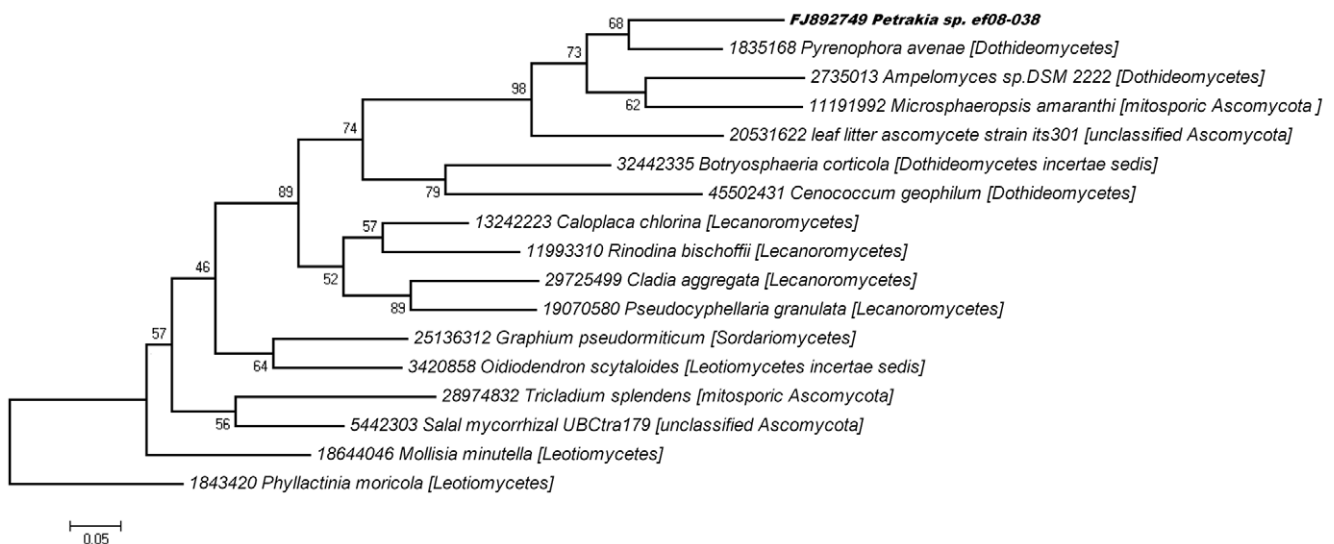 FJ892749 Petrakia sp. ef08-038
68
1835168 Pyrenophora avenae [Dothideomycetes]
73
2735013 Ampelomyces sp.DSM 2222 [Dothideomycetes]
98
62
11191992 Microsphaeropsis amaranthi [mitosporic Ascomycota ]
74
20531622 leaf litter ascomycete strain its301 [unclassified Ascomycota]
32442335 Botryosphaeria corticola [Dothideomycetes incertae sedis]
89
79
45502431 Cenococcum geophilum [Dothideomycetes]
13242223 Caloplaca chlorina [Lecanoromycetes]
57
11993310 Rinodina bischoffii [Lecanoromycetes]
46
52
29725499 Cladia aggregata [Lecanoromycetes]
89
19070580 Pseudocyphellaria granulata [Lecanoromycetes]
57
25136312 Graphium pseudormiticum [Sordariomycetes]
64
3420858 Oidiodendron scytaloides [Leotiomycetes incertae sedis]
28974832 Tricladium splendens [mitosporic Ascomycota]
56
5442303 Salal mycorrhizal UBCtra179 [unclassified Ascomycota]
18644046 Mollisia minutella [Leotiomycetes]
1843420 Phyllactinia moricola [Leotiomycetes]
0.05